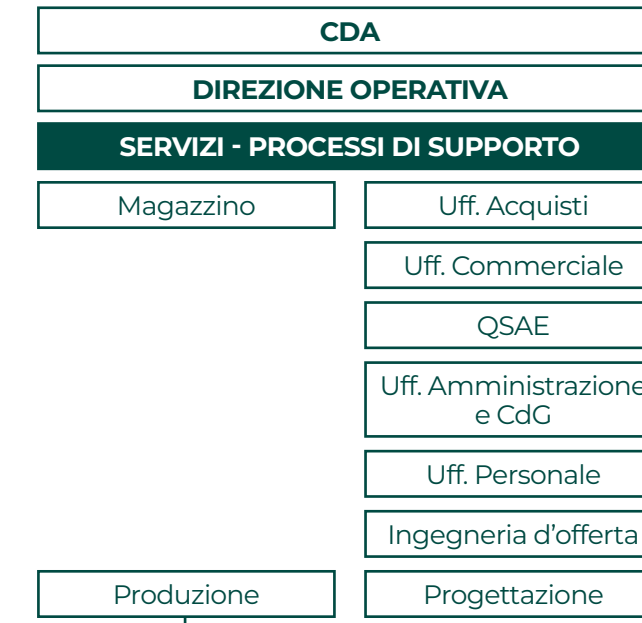 CDA
DIREZIONE OPERATIVA
SERVIZI - PROCESSI DI SUPPORTO
Magazzino
Uff. Acquisti
Uff. Commerciale
QSAE
Uff. Amministrazione
e CdG
Uff. Personale
Ingegneria d’offerta
Produzione
Progettazione